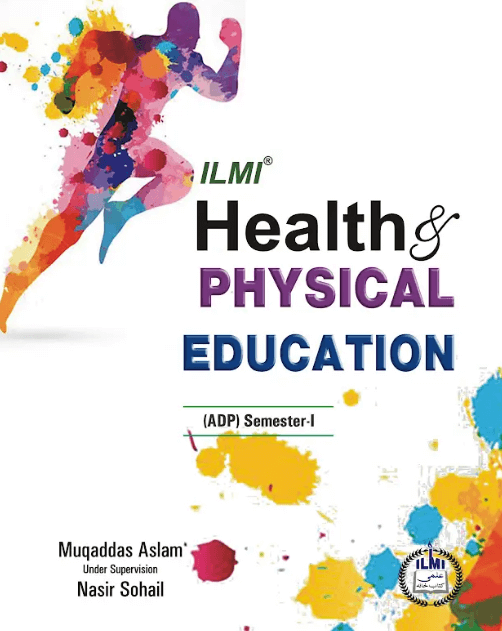 ILMI®
Health &
PHYSICAL
EDUCATION
(ADP) Semester-I
Muqaddas Aslam
Under Supervision
Nasir Sohail
ILMI
علمی
کتاب خانہ